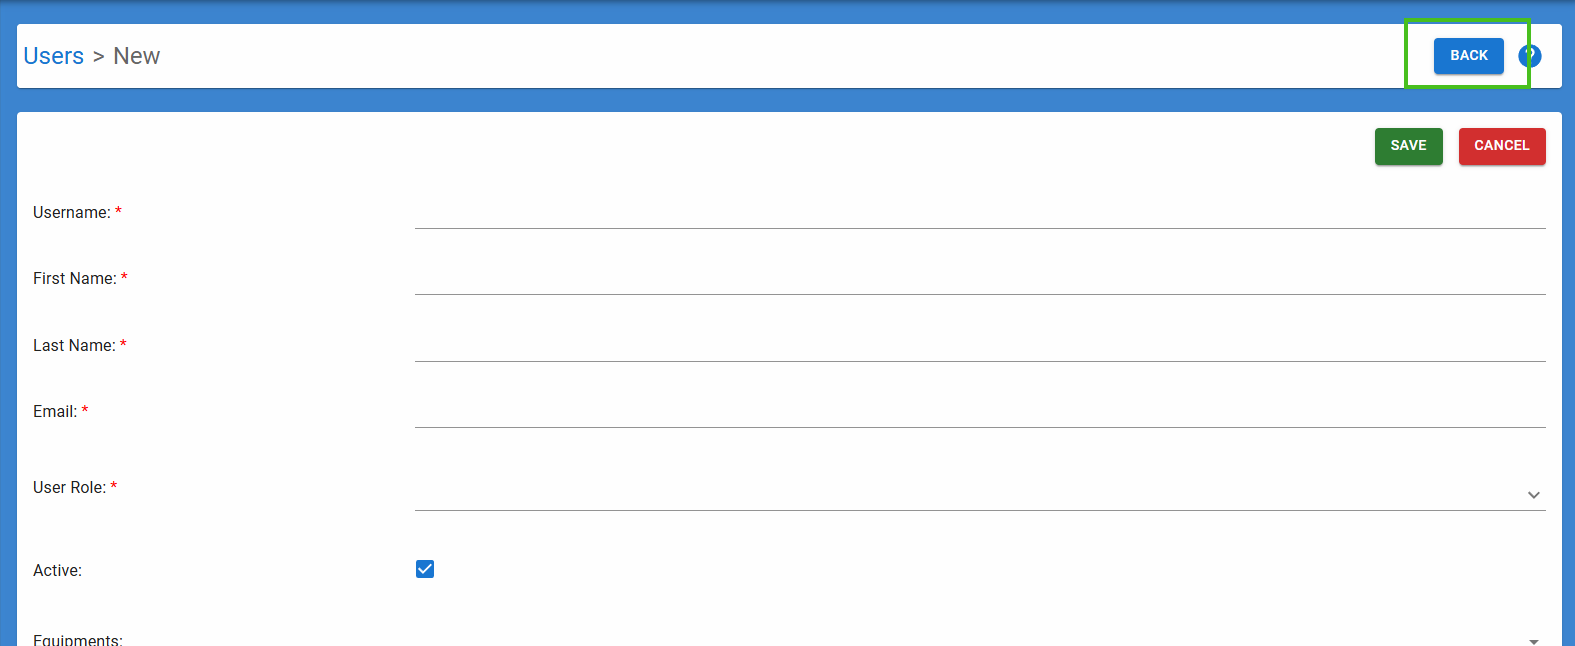 Users > New
BACK
?
SAVE
CANCEL
Username: *
First Name: *
Last Name: *
Email: *
User Role: *
Active:
Equipments: